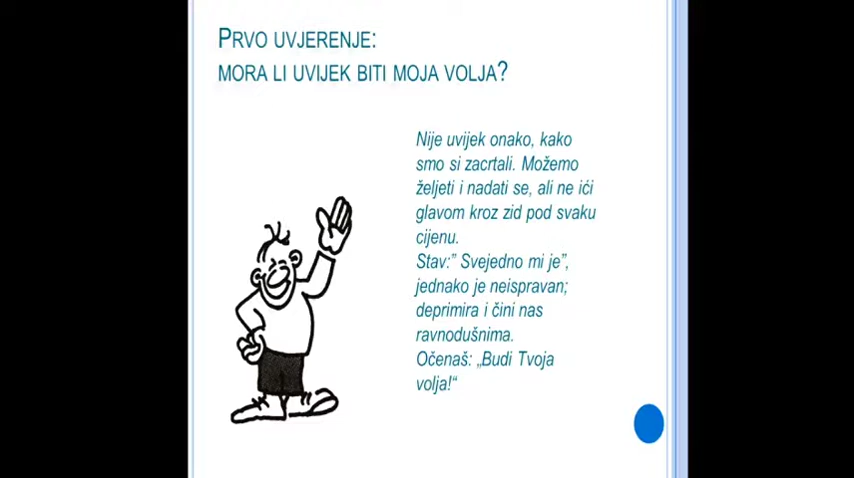 PRVO UVJERENJE:
MORA LI UVIJEK BITI MOJA VOLJA?
Nije uvijek onako, kako
smo si zacrtali. Možemo
željeti i nadati se, ali ne ići
glavom kroz zid pod svaku
cijenu.
Stav:” Svejedno mi je”,
jednako je neispravan;
deprimira i čini nas
ravnodušnima.
Očenaš: „Budi Tvoja
volja!“